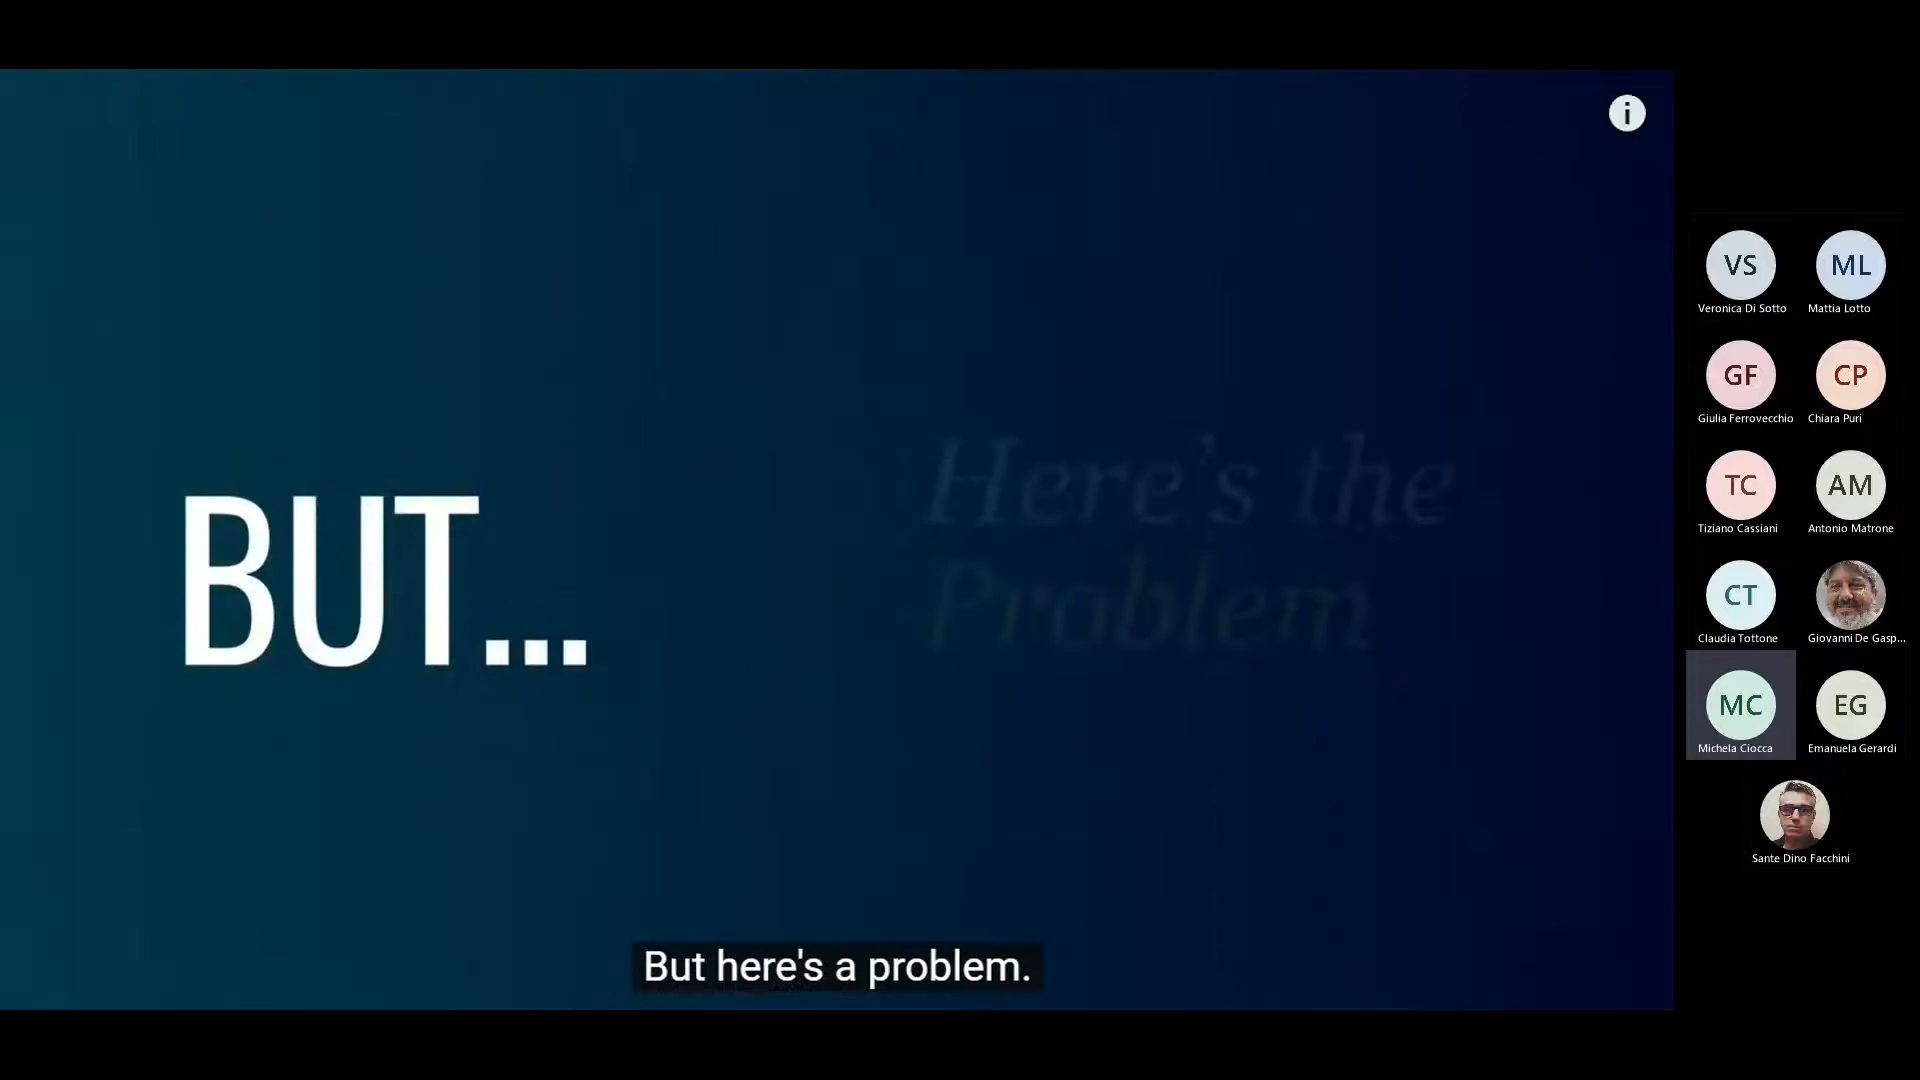 i
BUT...
Here's the
Problem
But here's a problem.
VS
Veronica Di Sotto
ML
Mattia Lotto
GF
Giulia Ferrovecchio
CP
Chiara Puri
TC
Tiziano Cassiani
AM
Antonio Matrone
CT
Claudia Tottone
Giovanni De Gasp...
MC
Michela Ciocca
EG
Emanuela Gerardi
Sante Dino Facchini